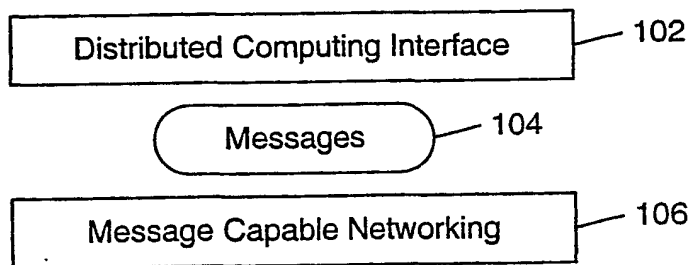 Distributed Computing Interface 102
Messages 104
Message Capable Networking 106